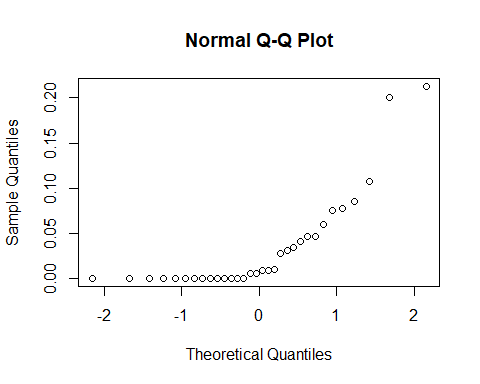 Normal Q-Q Plot
Sample Quantiles
0.20
0.15
0.10
0.05
0.00
-2 -1 0 1 2
Theoretical Quantiles